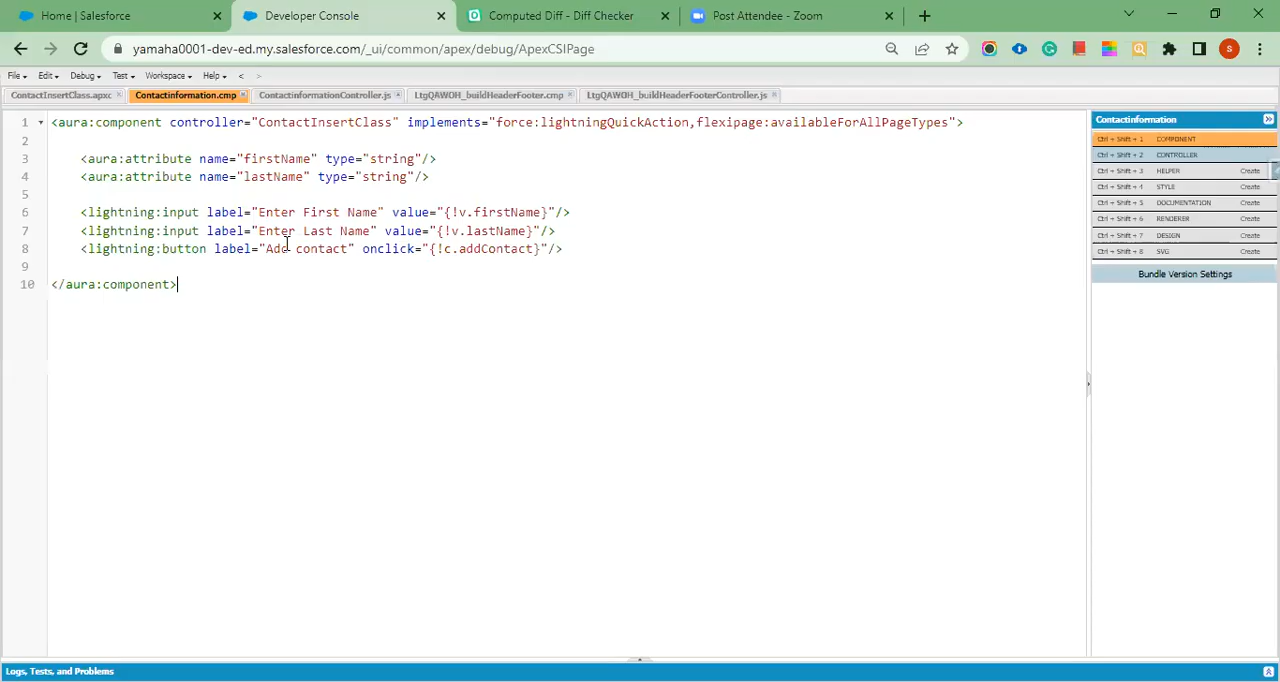 Home | Salesforce
Developer Console
Computed Diff - Diff Checker
Post Attendee - Zoom
yamaha0001-dev-ed.my.salesforce.com/_ui/common/apex/debug/ApexCSIPage
S
File Edit Debug Test Workspace Help < >
ContactInsertClass.apxc
Contactinformation.cmp
ContactinformationController.js
LtgQAWOH_buildHeaderFooter.cmp
LtgQAWOH_buildHeaderFooterController.js
1 <aura:component controller="ContactInsertClass" implements="force:lightningQuickAction,flexipage:availableForAllPageTypes">
2
3 <aura:attribute name="firstName" type="string"/>
4 <aura:attribute name="lastName" type="string"/>
5
6 <lightning:input label="Enter First Name" value="{!v.firstName}"/>
7 <lightning:input label="Enter Last Name" value="{!v.lastName}"/>
8 <lightning:button label="Add contact" onclick="{!c.addContact}"/>
9
10 </aura:component>
Contactinformation
Ctrl + Shift + 1 COMPONENT
Ctrl + Shift + 2 CONTROLLER
Ctrl + Shift + 3 HELPER Create
Ctrl + Shift + 4 STYLE Create
Ctrl + Shift + 5 DOCUMENTATION Create
Ctrl + Shift + 6 RENDERER Create
Ctrl + Shift + 7 DESIGN Create
Ctrl + Shift + 8 SVG Create
Bundle Version Settings
Logs, Tests, and Problems